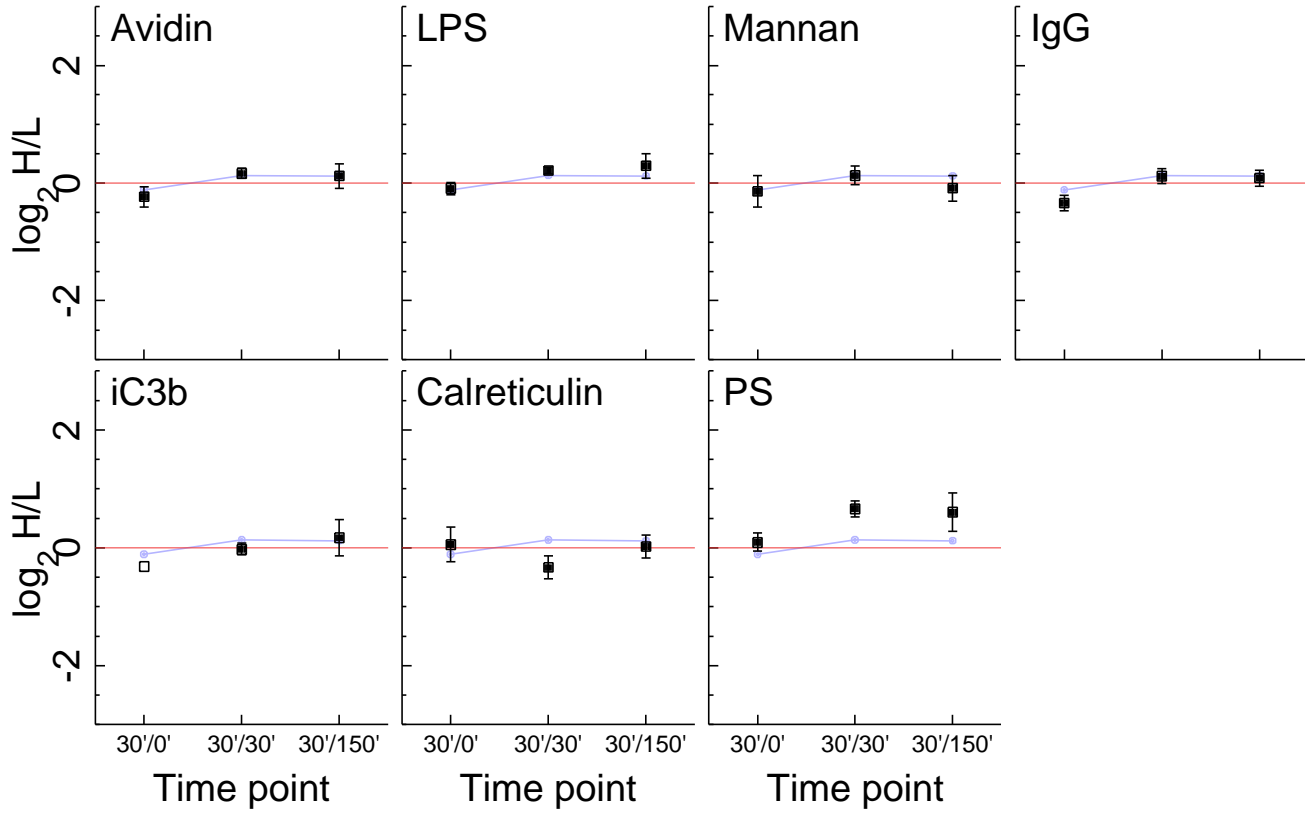 Avidin LPS Mannan IgG
2
0
-2
log2 H/L
iC3b Calreticulin PS
2
0
-2
log2 H/L
30'/0' 30'/30' 30'/150' 30'/0' 30'/30' 30'/150' 30'/0' 30'/30' 30'/150'
Time point Time point Time point